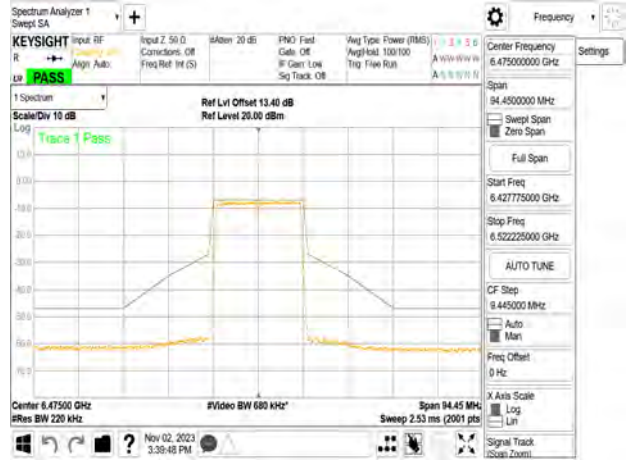 Spectrum Analyzer 1
Swept SA
+
Frequency
KEYSIGHT
R
PASS
Input: RF
Align: Auto
Input Z: 50 Ω
Corrections: Off
Freq Ref: Int (S)
#Atten: 20 dB
PNO: Fast
Gate: Off
IF Gain: Low
Sig Track: Off
Avg Type: Power (RMS)
Avg|Hold: 100/100
Trig: Free Run
Center Frequency
6.475000000 GHz
Settings
Span
94.4500000 MHz
Swept Span
Zero Span
Full Span
Start Freq
6.427775000 GHz
Stop Freq
6.522225000 GHz
AUTO TUNE
CF Step
9.445000 MHz
Auto
Man
Freq Offset
0 Hz
X Axis Scale
Log
Lin
Signal Track
(Span Zoom)
1 Spectrum
Scale/Div 10 dB
Ref Lvl Offset 13.40 dB
Ref Level 20.00 dBm
Log
Trace 1 Pass
Center 6.47500 GHz
#Res BW 220 kHz
#Video BW 680 kHz*
Span 94.45 MHz
Sweep 2.53 ms (2001 pts)
?
Nov 02, 2023
3:39:48 PM